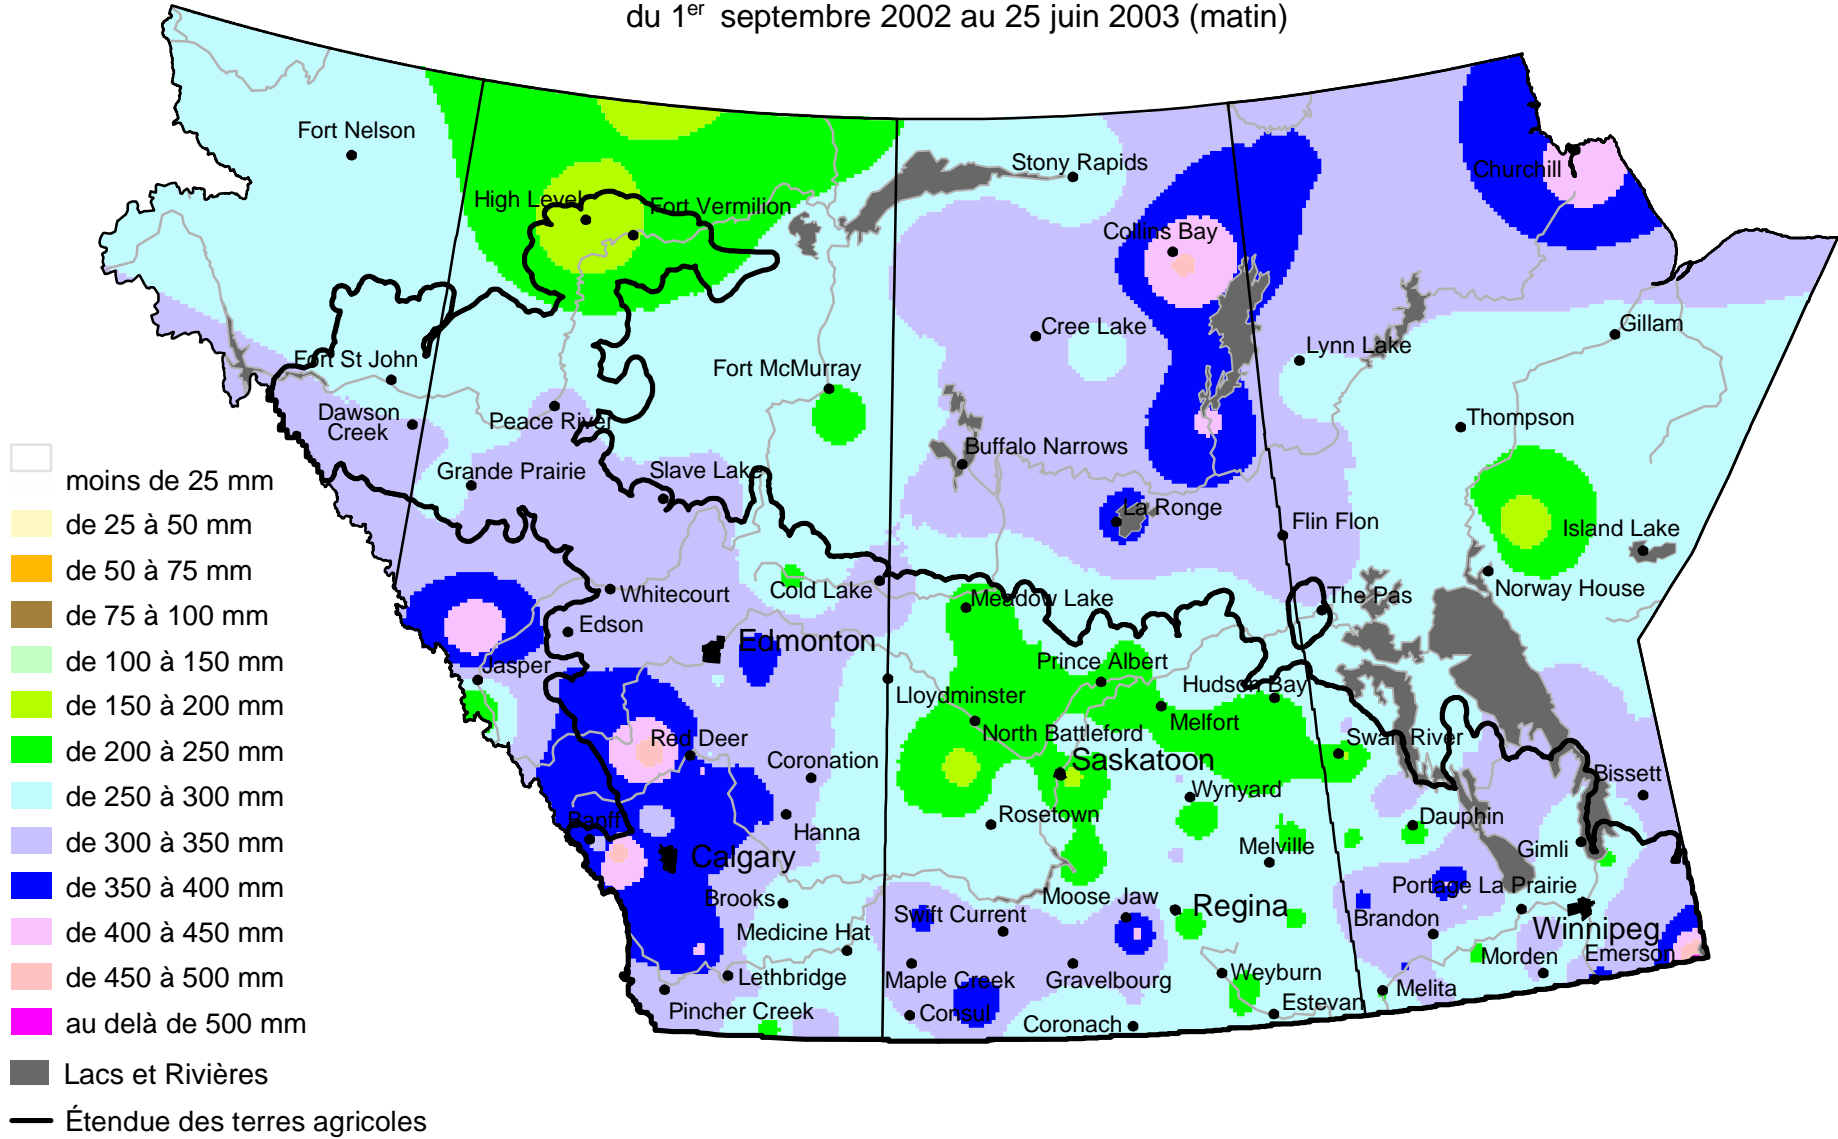 du 1er septembre 2002 au 25 juin 2003 (matin)
Fort Nelson
Stony Rapids
Churchill
High Level
Fort Vermilion
Collins Bay
Cree Lake
Gillam
Lynn Lake
Fort St John
Fort McMurray
Dawson
Creek
Peace River
Thompson
Buffalo Narrows
Grande Prairie
Slave Lake
La Ronge
Flin Flon
Island Lake
Whitecourt
Cold Lake
Meadow Lake
The Pas
Norway House
Edson
Edmonton
Jasper
Prince Albert
Hudson Bay
Lloydminster
Melfort
North Battleford
Red Deer
Swan River
Coronation
Saskatoon
Bissett
Wynyard
Banff
Hanna
Rosetown
Dauphin
Calgary
Melville
Gimli
Brooks
Moose Jaw
Portage La Prairie
Swift Current
Regina
Brandon
Medicine Hat
Winnipeg
Lethbridge
Maple Creek
Gravelbourg
Weyburn
Morden
Emerson
Melita
Pincher Creek
Consul
Coronach
Estevan
moins de 25 mm
de 25 à 50 mm
de 50 à 75 mm
de 75 à 100 mm
de 100 à 150 mm
de 150 à 200 mm
de 200 à 250 mm
de 250 à 300 mm
de 300 à 350 mm
de 350 à 400 mm
de 400 à 450 mm
de 450 à 500 mm
au delà de 500 mm
Lacs et Rivières
Étendue des terres agricoles